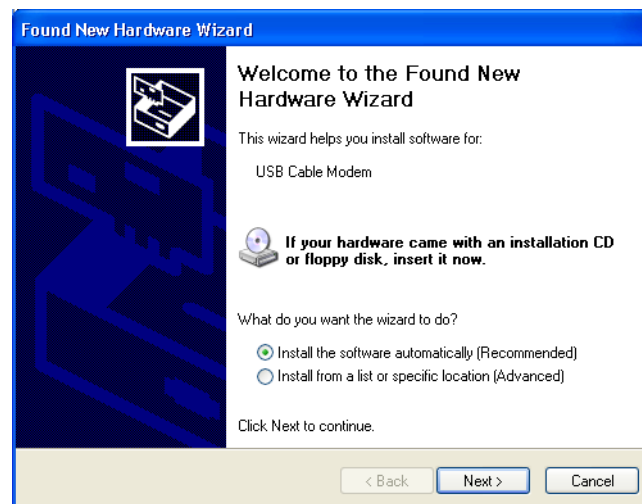 Found New Hardware Wizard
Welcome to the Found New
Hardware Wizard
This wizard helps you install software for:
USB Cable Modem
If your hardware came with an installation CD
or floppy disk, insert it now.
What do you want the wizard to do?
Install the software automatically (Recommended)
Install from a list or specific location (Advanced)
Click Next to continue.
< Back Next > Cancel